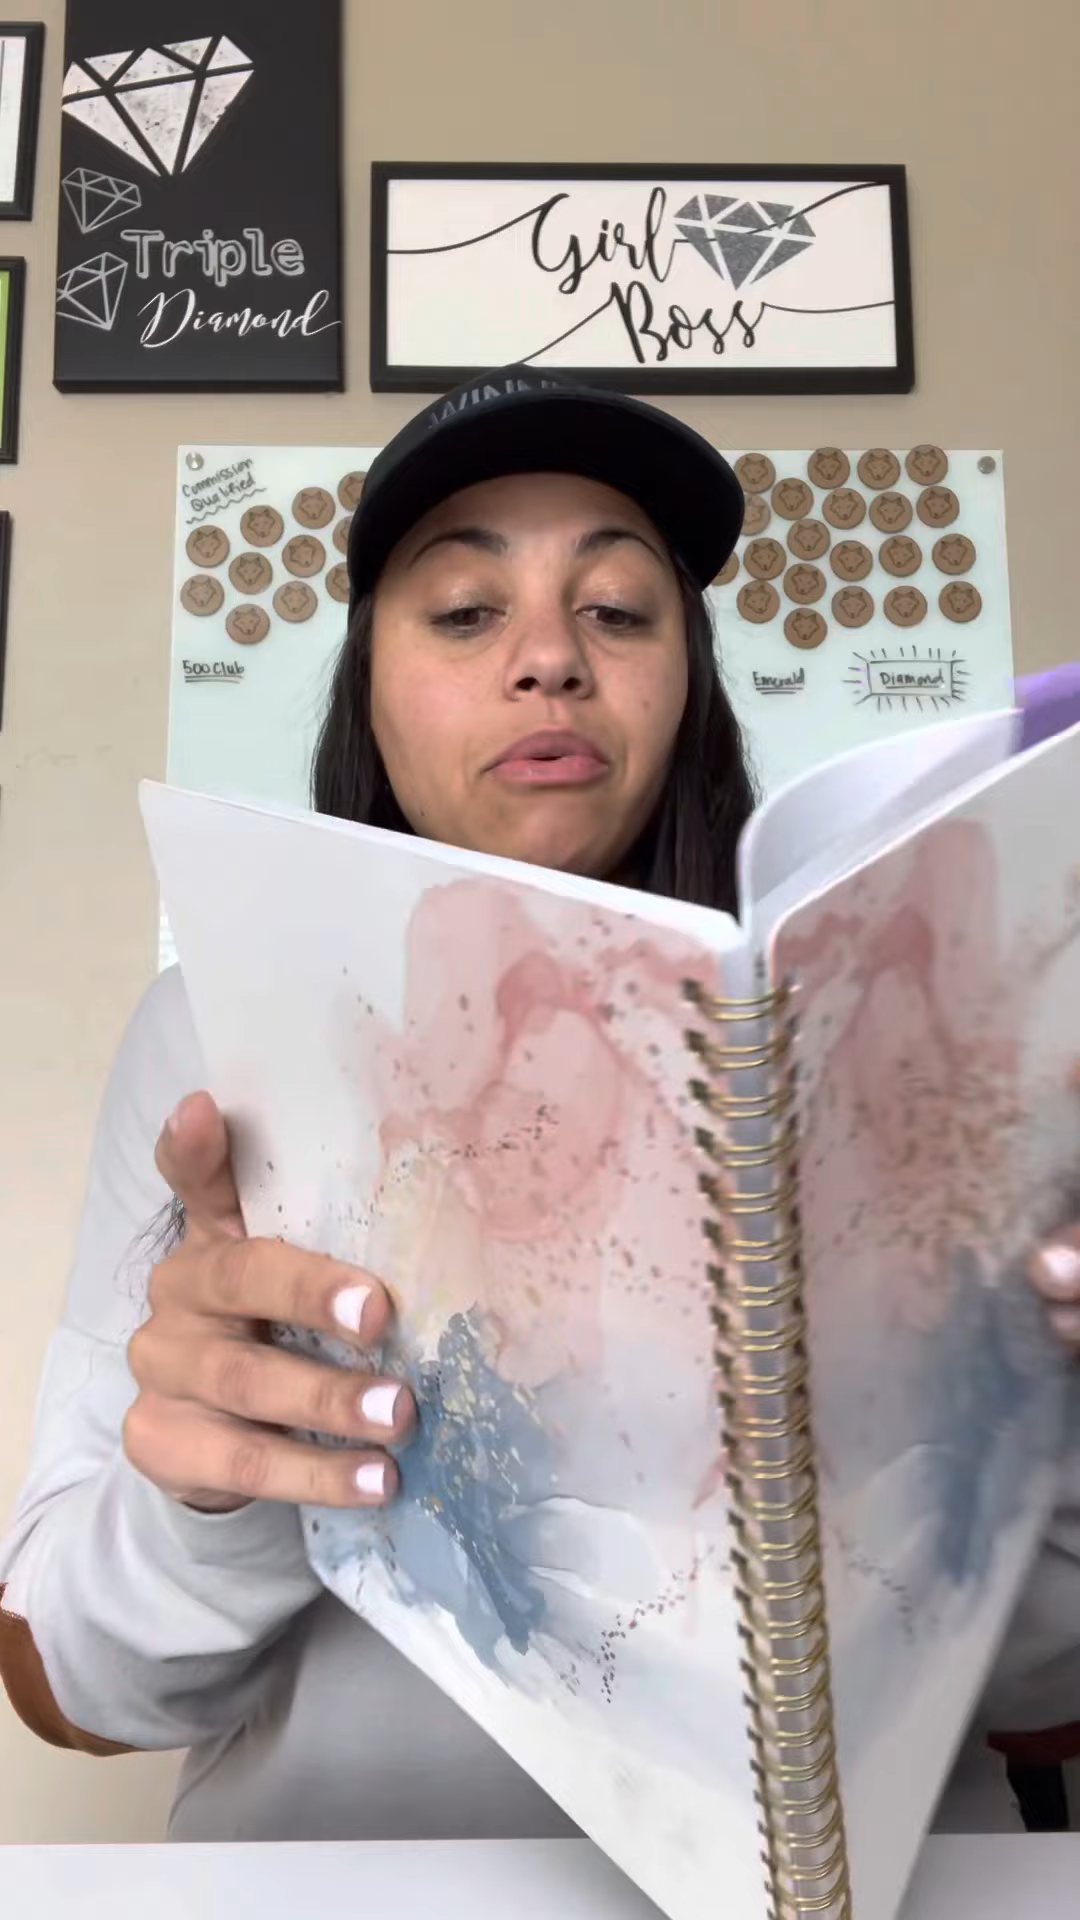 Triple
Diamond
Girl
Boss
Commission
Qualified
500 Club
Emerald
Diamond